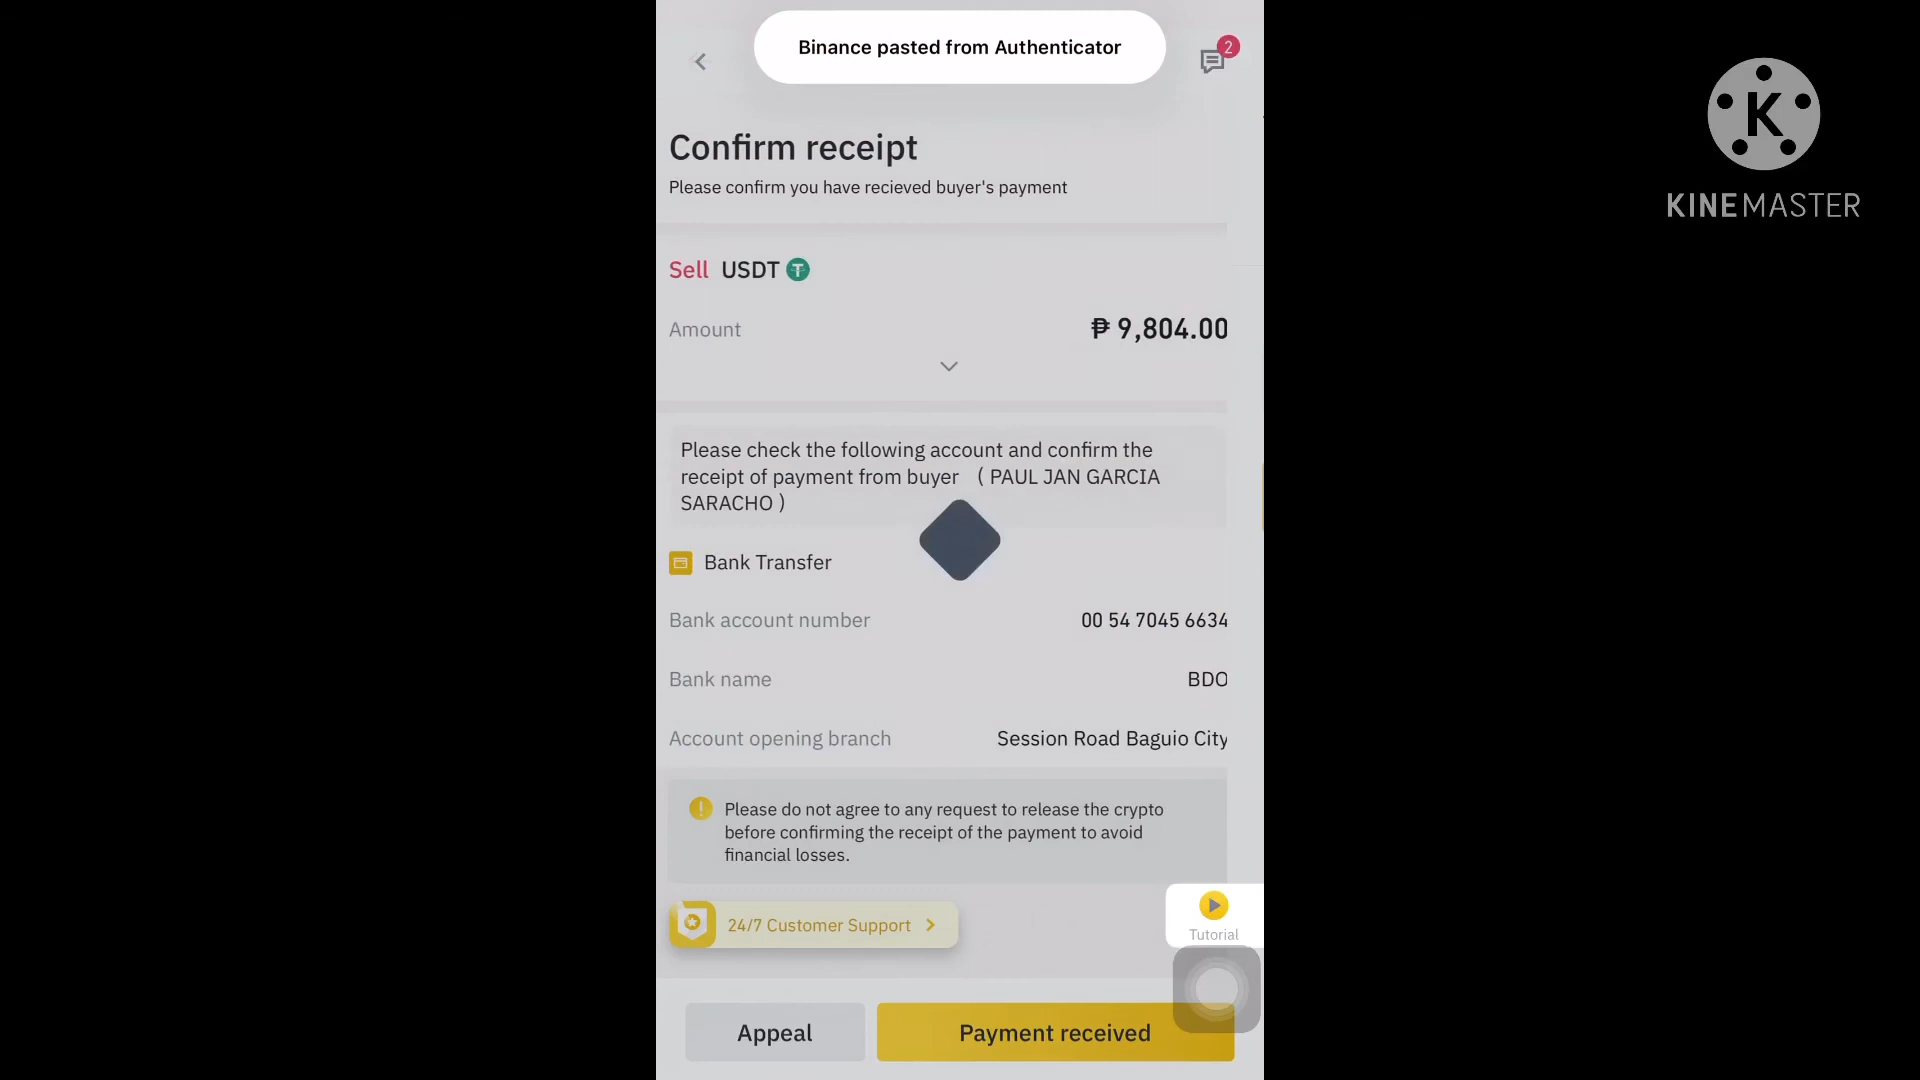 Binance pasted from Authenticator
2
Confirm receipt
Please confirm you have recieved buyer's payment
Sell USDT
Amount ₱ 9,804.00
Please check the following account and confirm the
receipt of payment from buyer ( PAUL JAN GARCIA
SARACHO )
Bank Transfer
Bank account number 00 54 7045 6634
Bank name BDO
Account opening branch Session Road Baguio City
Please do not agree to any request to release the crypto
before confirming the receipt of the payment to avoid
financial losses.
24/7 Customer Support
Tutorial
Appeal Payment received
K
KINEMASTER